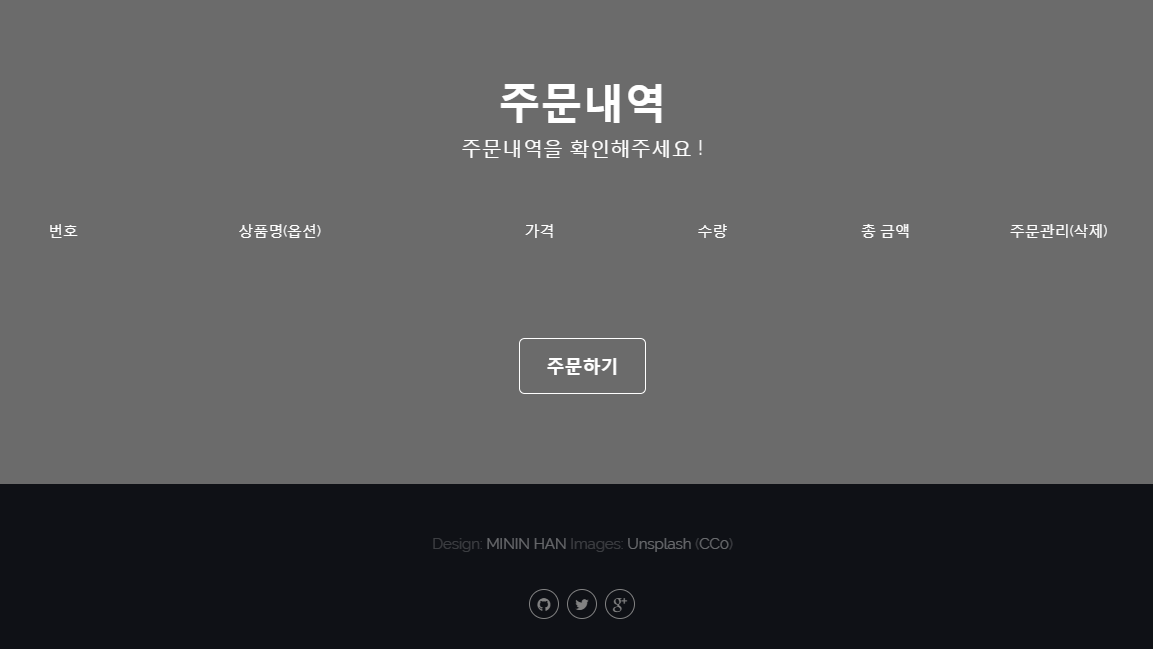 주문내역
주문내역을 확인해주세요 !
번호 상품명(옵션) 가격 수량 총 금액 주문관리(삭제)
주문하기
Design: MININ HAN Images: Unsplash (CC0)